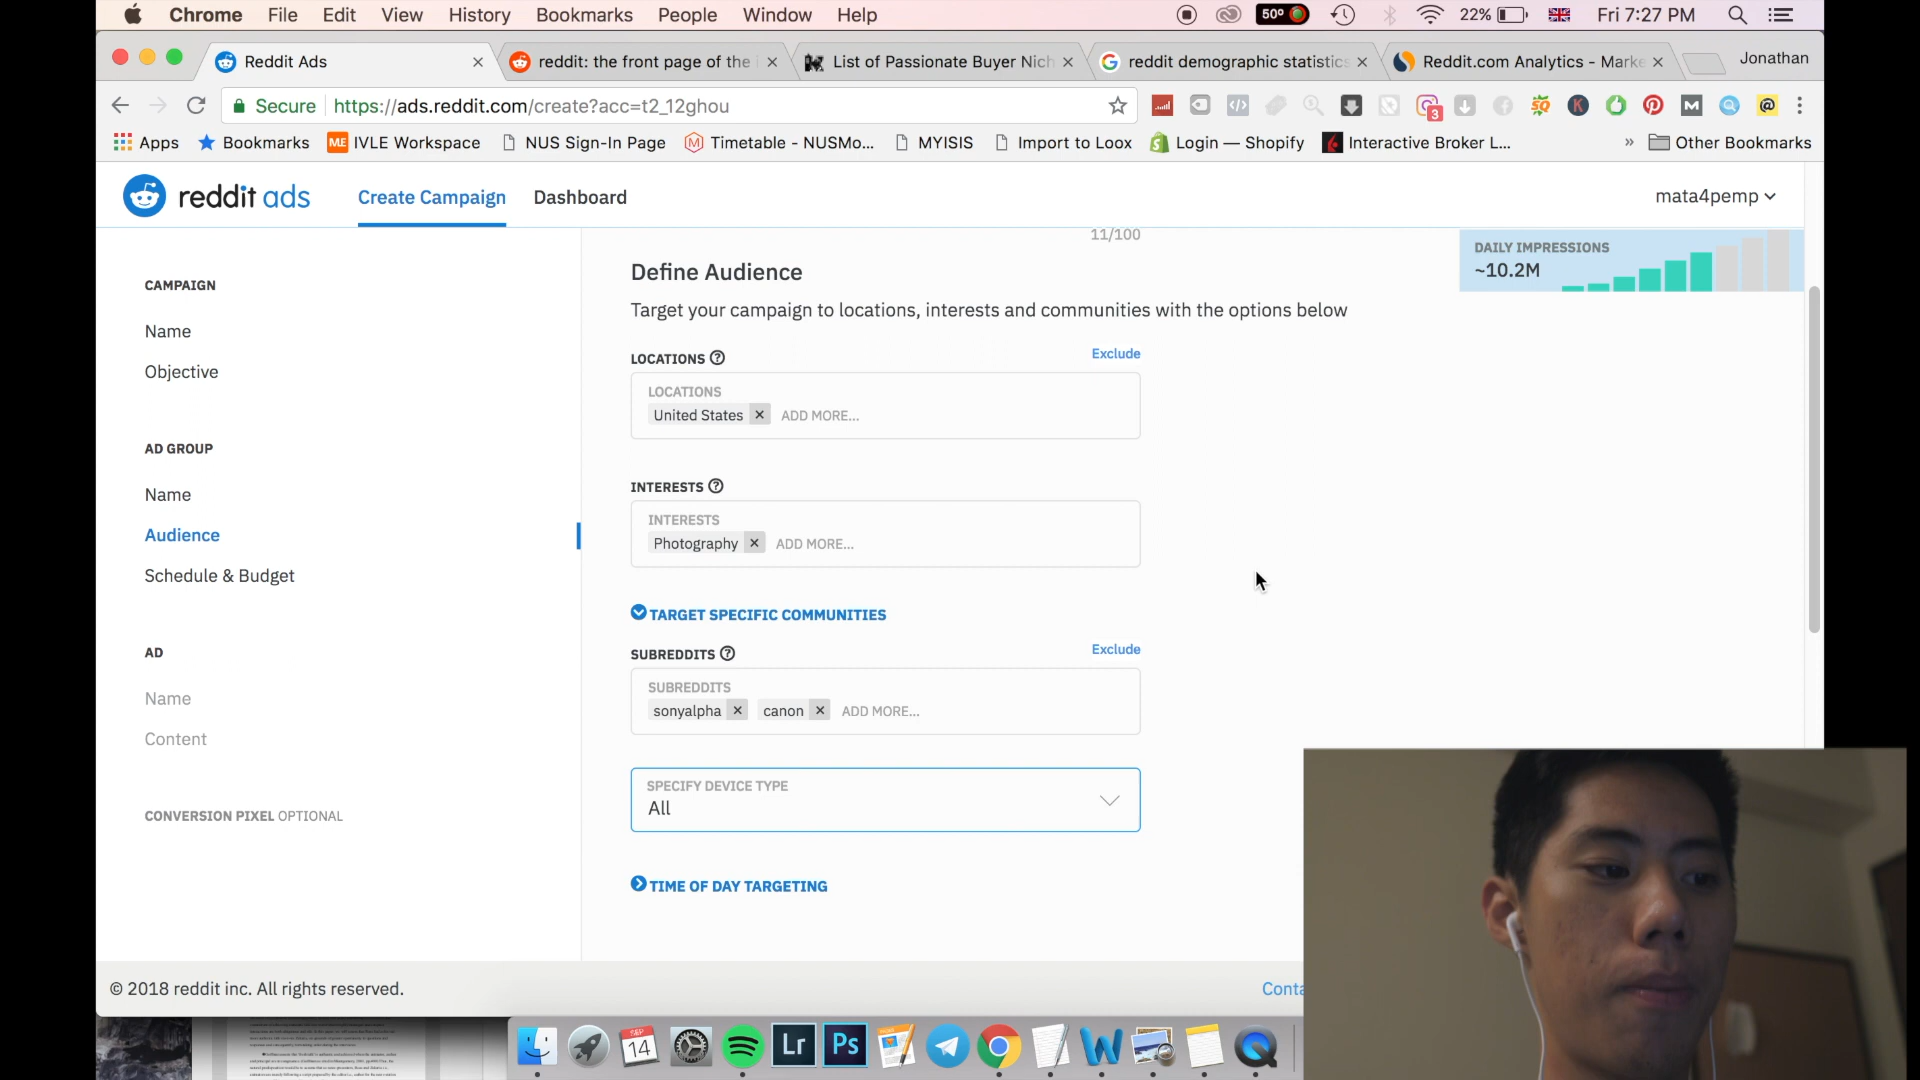 Chrome File Edit View History Bookmarks People Window Help
50° 22% Fri 7:27 PM
Reddit Ads
reddit: the front page of the
List of Passionate Buyer Nich
reddit demographic statistics
Reddit.com Analytics - Marke
Jonathan
Secure https://ads.reddit.com/create?acc=t2_12ghou
3
Apps Bookmarks IVLE Workspace NUS Sign-In Page Timetable - NUSMo... MYISIS Import to Loox Login — Shopify Interactive Broker L... » Other Bookmarks
reddit ads
Create Campaign Dashboard
mata4pemp
CAMPAIGN
Name
Objective
AD GROUP
Name
Audience
Schedule & Budget
AD
Name
Content
CONVERSION PIXEL OPTIONAL
11/100
Define Audience
Target your campaign to locations, interests and communities with the options below
LOCATIONS Exclude
LOCATIONS
United States ADD MORE...
INTERESTS
INTERESTS
Photography ADD MORE...
TARGET SPECIFIC COMMUNITIES
SUBREDDITS Exclude
SUBREDDITS
sonyalpha canon ADD MORE...
SPECIFY DEVICE TYPE
All
TIME OF DAY TARGETING
DAILY IMPRESSIONS
~10.2M
© 2018 reddit inc. All rights reserved.
Conta
SEP
14
Lr
Ps